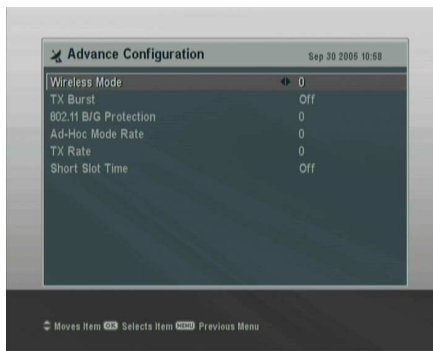 Advance Configuration Sep 30 2006 10:58
Wireless Mode 0
TX Burst Off
802.11 B/G Protection 0
Ad-Hoc Mode Rate 0
TX Rate 0
Short Slot Time Off
Moves Item OK Selects Item MENU Previous Menu